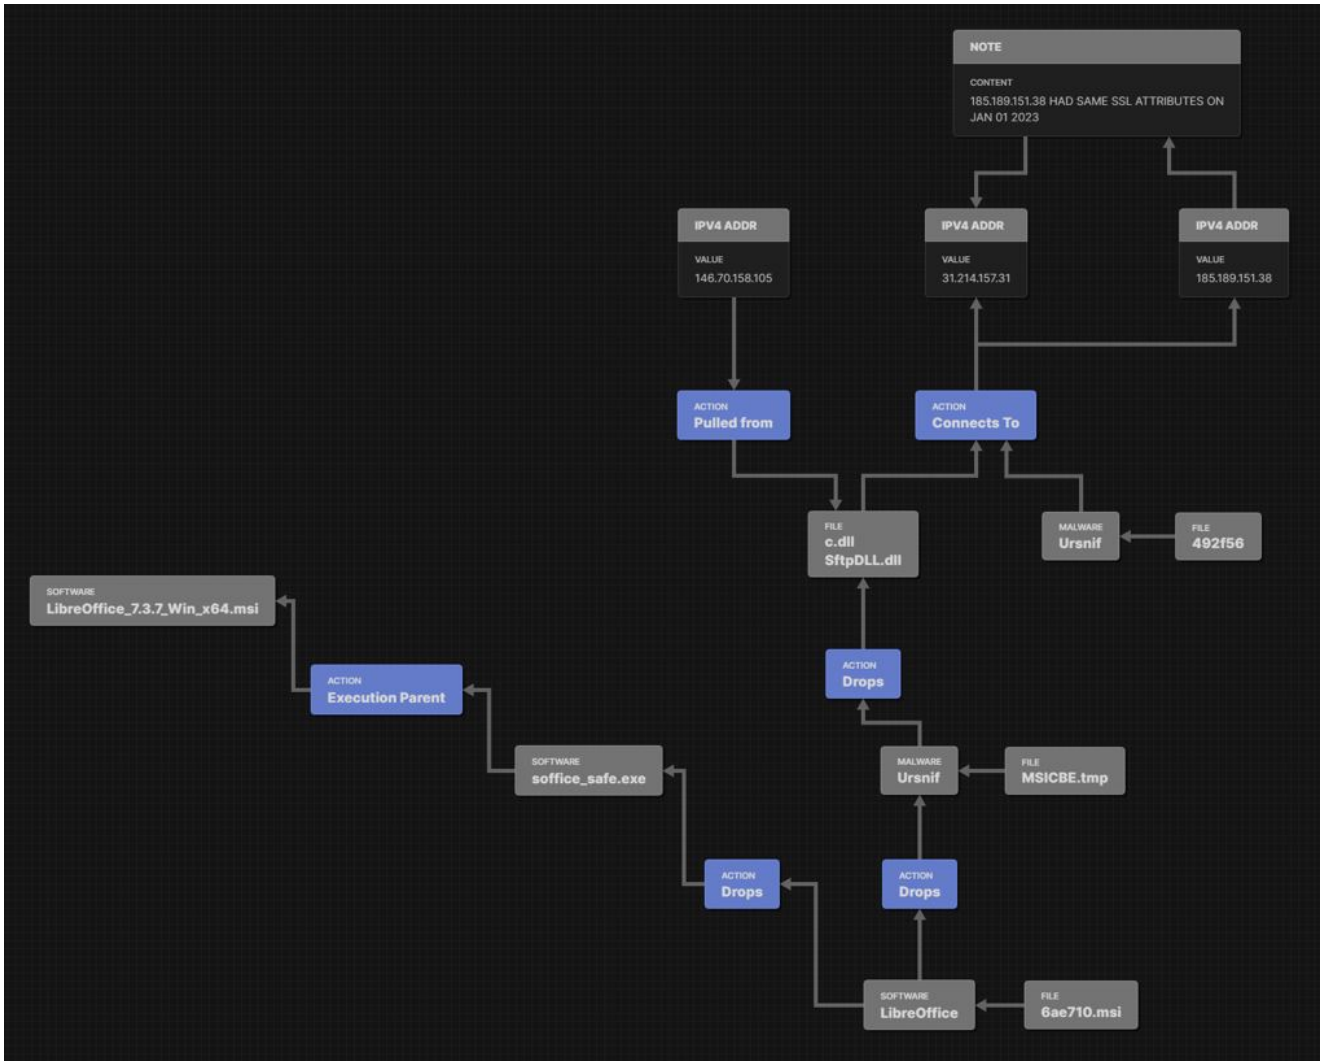 NOTE
CONTENT
185.189.151.38 HAD SAME SSL ATTRIBUTES ON
JAN 01 2023
IPV4 ADDR
VALUE
146.70.158.105
IPV4 ADDR
VALUE
31.214.157.31
IPV4 ADDR
VALUE
185.189.151.38
ACTION
Pulled from
ACTION
Connects To
FILE
c.dll
SftpDLL.dll
MALWARE
Ursnif
FILE
492f56
SOFTWARE
LibreOffice_7.3.7_Win_x64.msi
ACTION
Execution Parent
ACTION
Drops
SOFTWARE
soffice_safe.exe
MALWARE
Ursnif
FILE
MSICBE.tmp
ACTION
Drops
ACTION
Drops
SOFTWARE
LibreOffice
FILE
6ae710.msi